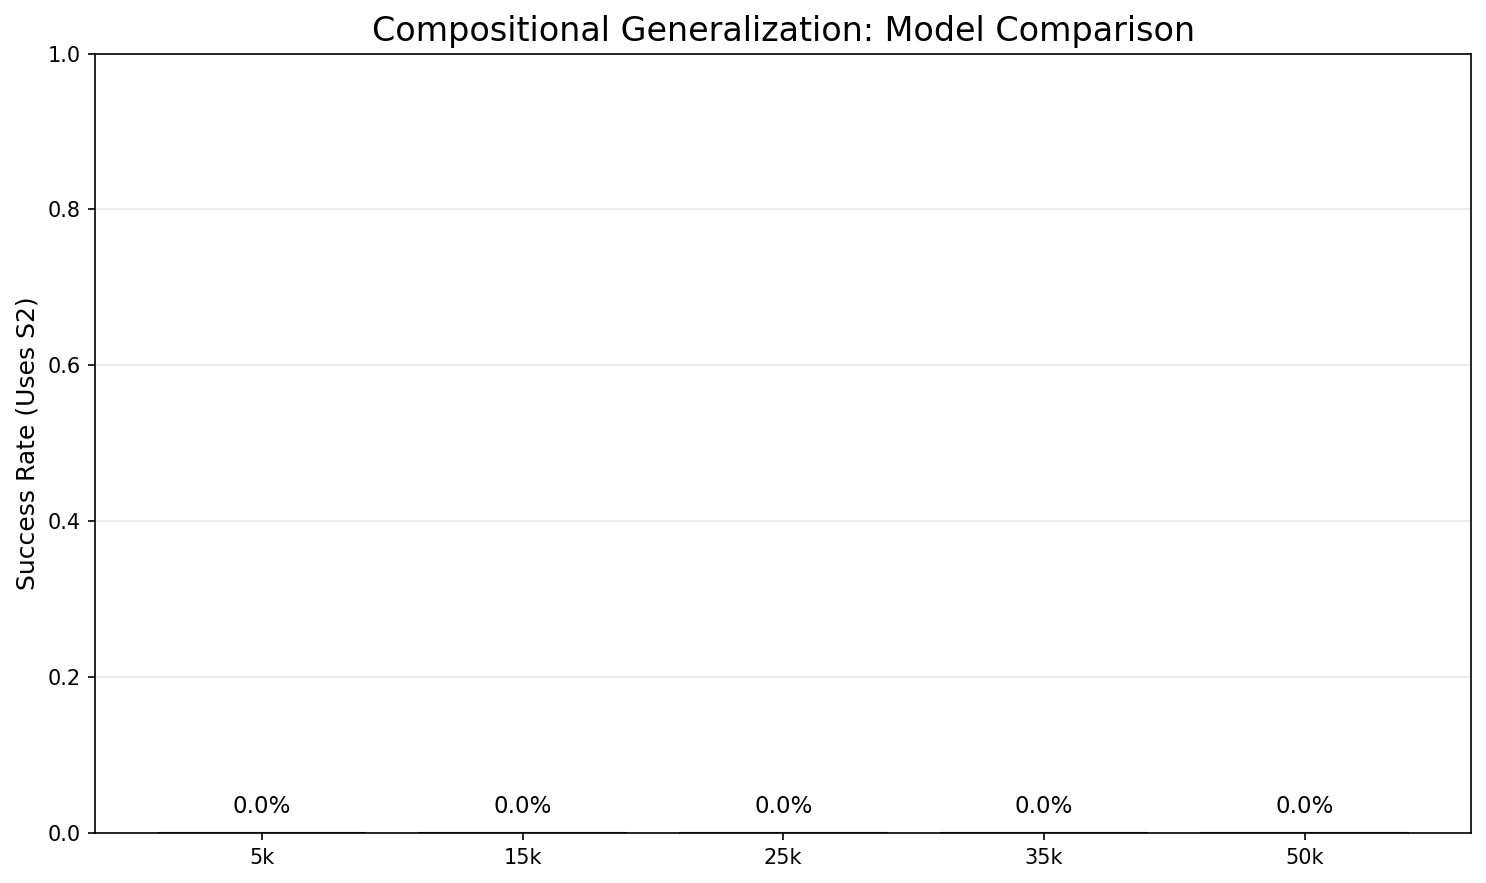 Compositional Generalization: Model Comparison
Success Rate (Uses S2)
1.0
0.8
0.6
0.4
0.2
0.0
0.0% 0.0% 0.0% 0.0% 0.0%
5k 15k 25k 35k 50k